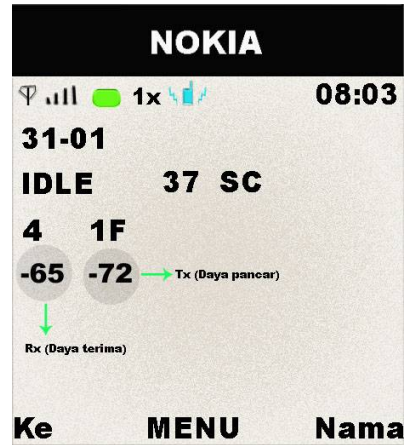 NOKIA
1x 08:03
31-01
IDLE 37 SC
4 1F
-65 -72 Tx (Daya pancar)
Rx (Daya terima)
Ke MENU Nama